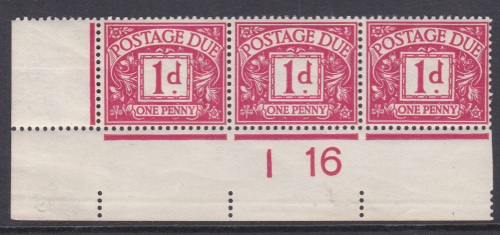 POSTAGE DUE POSTAGE DUE POSTAGE DUE
1d 1d 1d
ONE PENNY ONE PENNY ONE PENNY
I 16